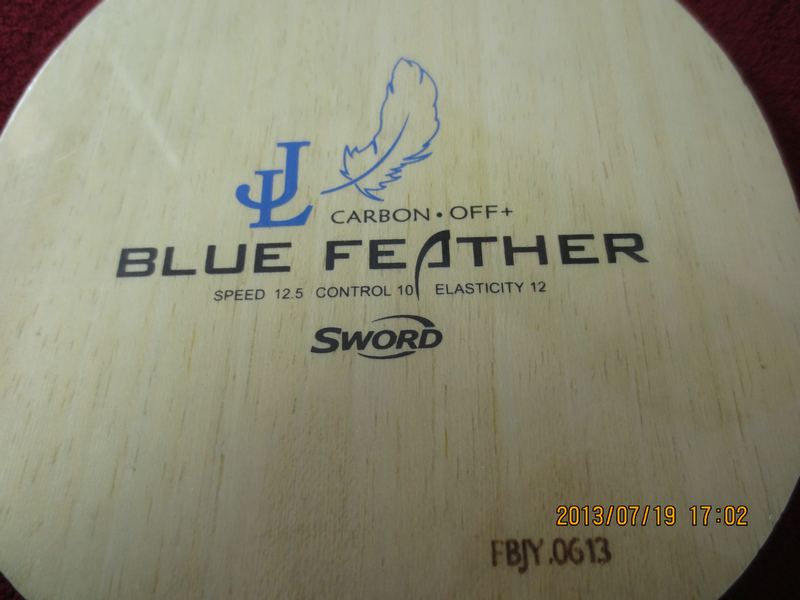 JL
CARBON • OFF+
BLUE FEATHER
SPEED 12.5 CONTROL 10 ELASTICITY 12
SWORD
2013/07/19 17:02
FBJY.0613